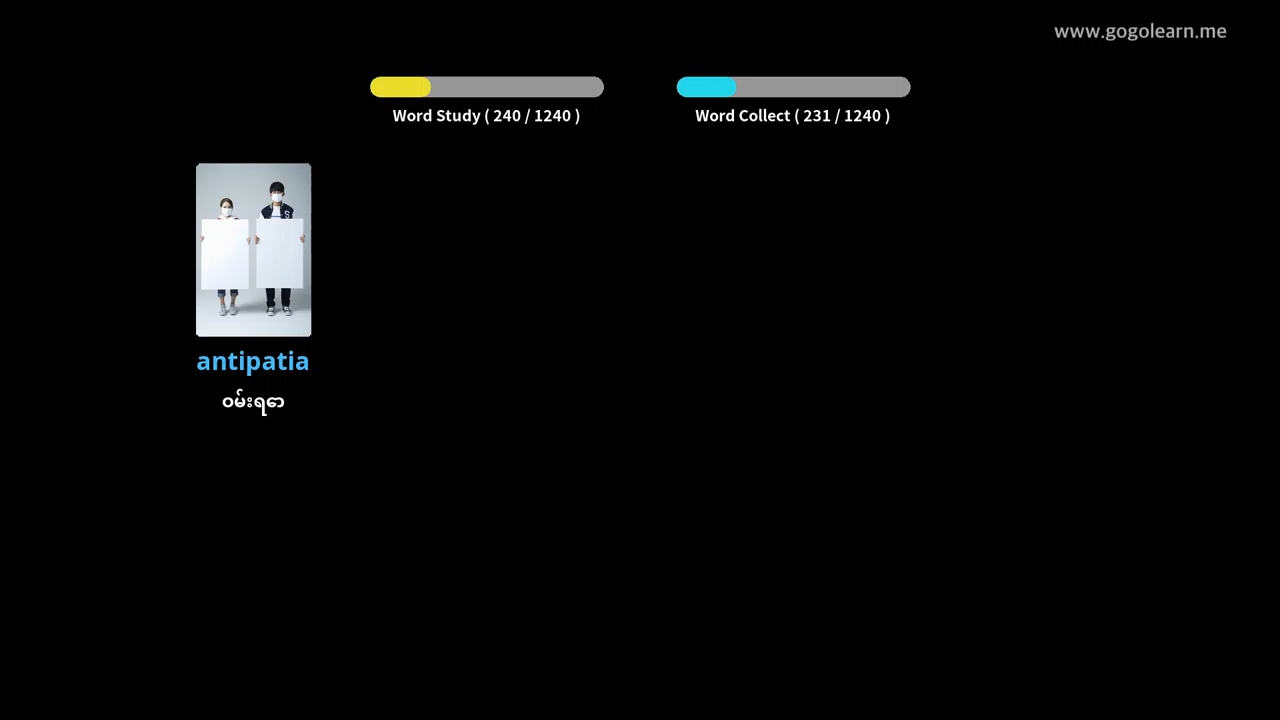 www.gogolearn.me
Word Study ( 240 / 1240 )
Word Collect ( 231 / 1240 )
antipatia
ဝမ်းရောာ